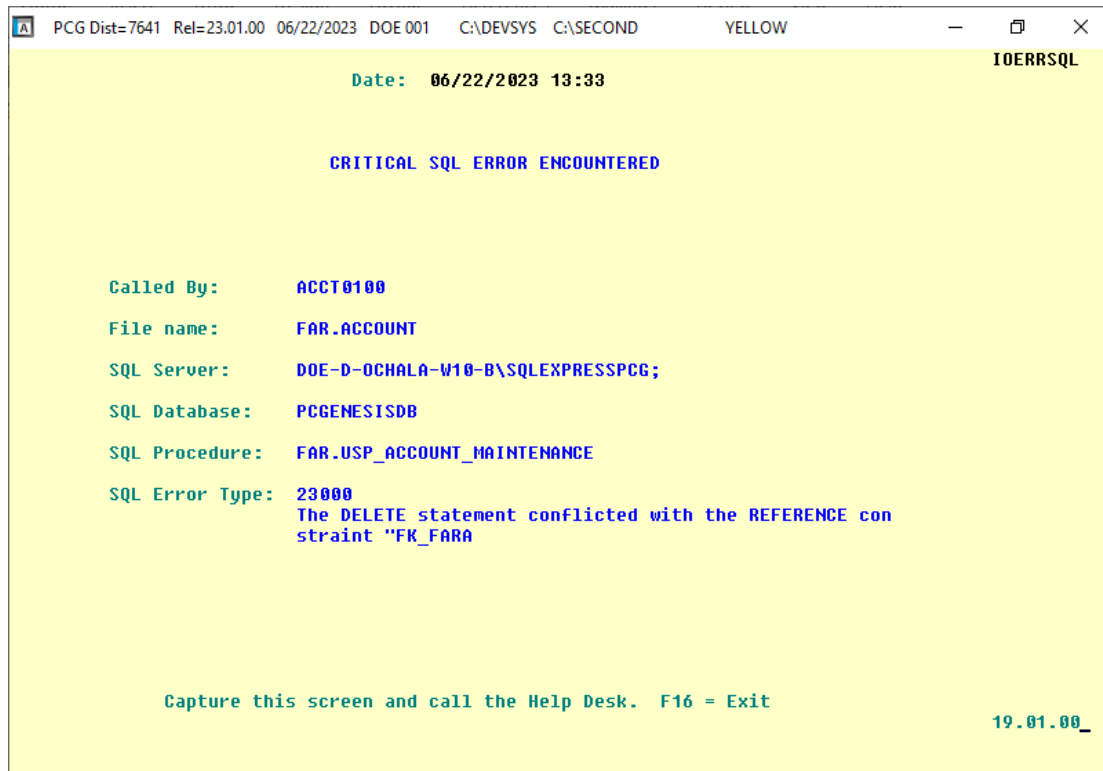 PCG Dist=7641 Rel=23.01.00 06/22/2023 DOE 001 C:\DEVSYS C:\SECOND YELLOW
IOERRSQL
Date: 06/22/2023 13:33
CRITICAL SQL ERROR ENCOUNTERED
Called By: ACCT0100
File name: FAR.ACCOUNT
SQL Server: DOE-D-OCHALA-W10-B\SQLEXPRESSPCG;
SQL Database: PCGENESISDB
SQL Procedure: FAR.USP_ACCOUNT_MAINTENANCE
SQL Error Type: 23000
The DELETE statement conflicted with the REFERENCE con
straint "FK_FARA
Capture this screen and call the Help Desk. F16 = Exit
19.01.00_